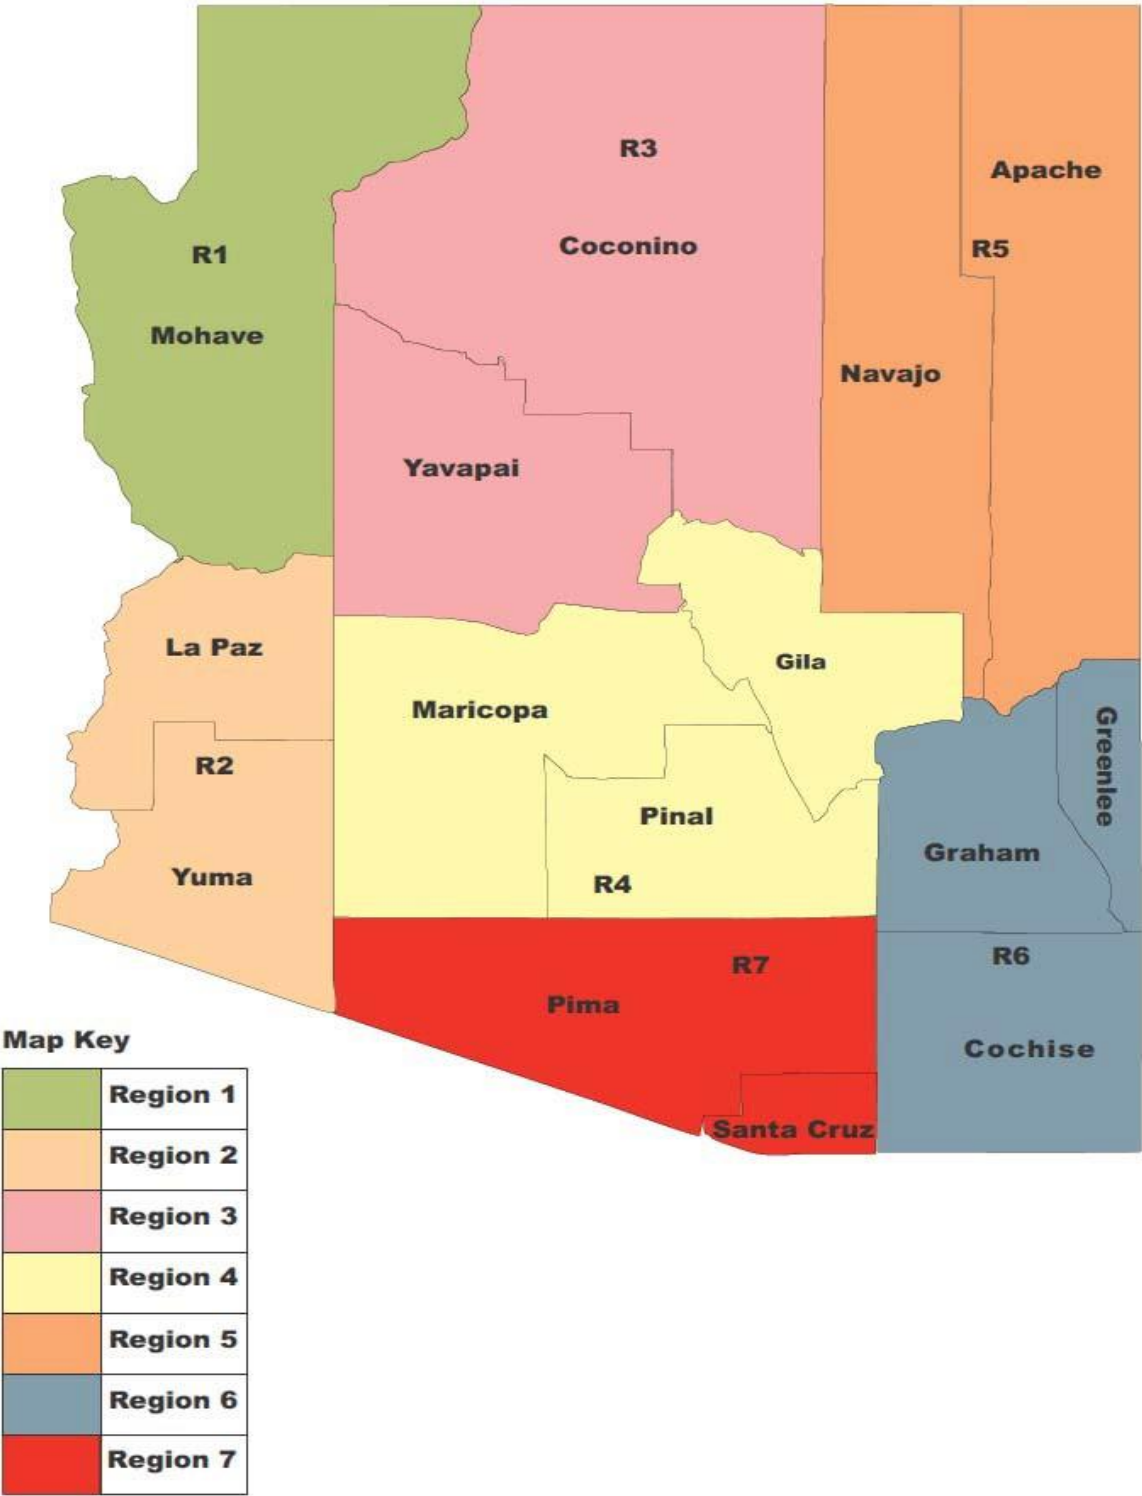 R3
Apache
Coconino
R5
R1
Mohave
Navajo
Yavapai
La Paz
Gila
Maricopa
Greenlee
R2
Pinal
Graham
Yuma
R4
R6
R7
Pima
Cochise
Santa Cruz
Map Key
Region 1
Region 2
Region 3
Region 4
Region 5
Region 6
Region 7